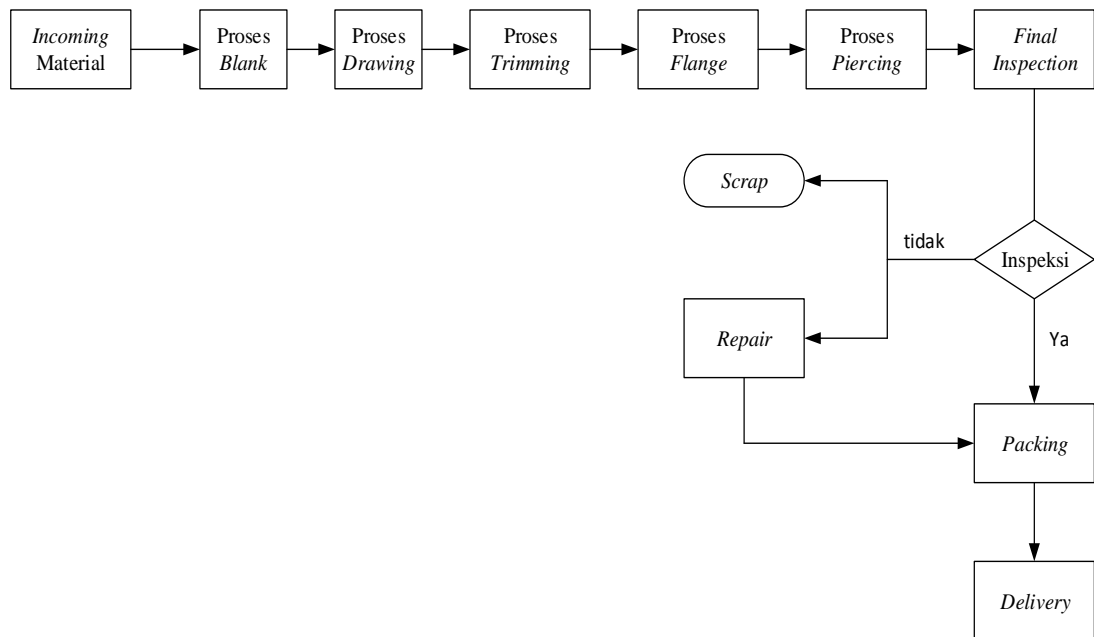 Incoming
Material
Proses
Blank
Proses
Drawing
Proses
Trimming
Proses
Flange
Proses
Piercing
Final
Inspection
Scrap
tidak
Inspeksi
Repair
Ya
Packing
Delivery